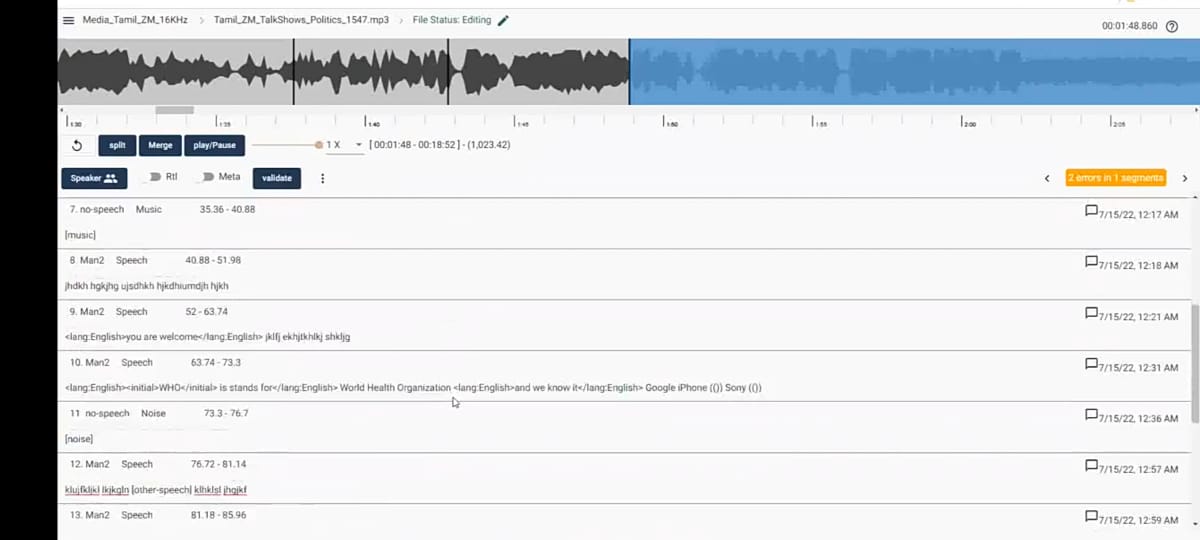 Media_Tamil_ZM_16KHz > Tamil_ZM_TalkShows_Politics_1547.mp3 > File Status: Editing
00:01:48.860
1:30 1:35 1:40 1:45 1:50 1:55 2:00 2:05
split Merge play/Pause 1 X [ 00:01:48 - 00:18:52 ] - (1,023.42)
Speaker Rtl Meta validate 2 errors in 1 segments
7. no-speech Music 35.36 - 40.88 7/15/22, 12:17 AM
[music]
8. Man2 Speech 40.88 - 51.98 7/15/22, 12:18 AM
jhdkh hgkjhg ujsdhkh hjkdhiumdjh hjkh
9. Man2 Speech 52 - 63.74 7/15/22, 12:21 AM
<lang:English>you are welcome</lang:English> jklfj ekhjtkhlkj shkljg
10. Man2 Speech 63.74 - 73.3 7/15/22, 12:31 AM
<lang:English><initial>WHO</initial> is stands for</lang:English> World Health Organization <lang:English>and we know it</lang:English> Google iPhone (()) Sony (())
11 no-speech Noise 73.3 - 76.7 7/15/22, 12:36 AM
[noise]
12. Man2 Speech 76.72 - 81.14 7/15/22, 12:57 AM
[other-speech] klhklsl jhgjkf
13. Man2 Speech 81.18 - 85.96 7/15/22, 12:59 AM